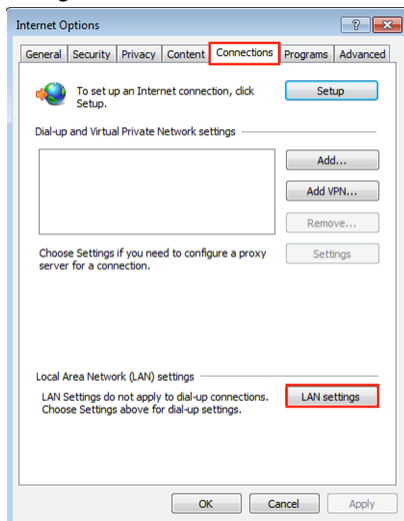 Internet Options
General Security Privacy Content Connections Programs Advanced
To set up an Internet connection, click
Setup.
Setup
Dial-up and Virtual Private Network settings
Add...
Add VPN...
Remove...
Choose Settings if you need to configure a proxy
server for a connection.
Settings
Local Area Network (LAN) settings
LAN Settings do not apply to dial-up connections.
Choose Settings above for dial-up settings.
LAN settings
OK Cancel Apply